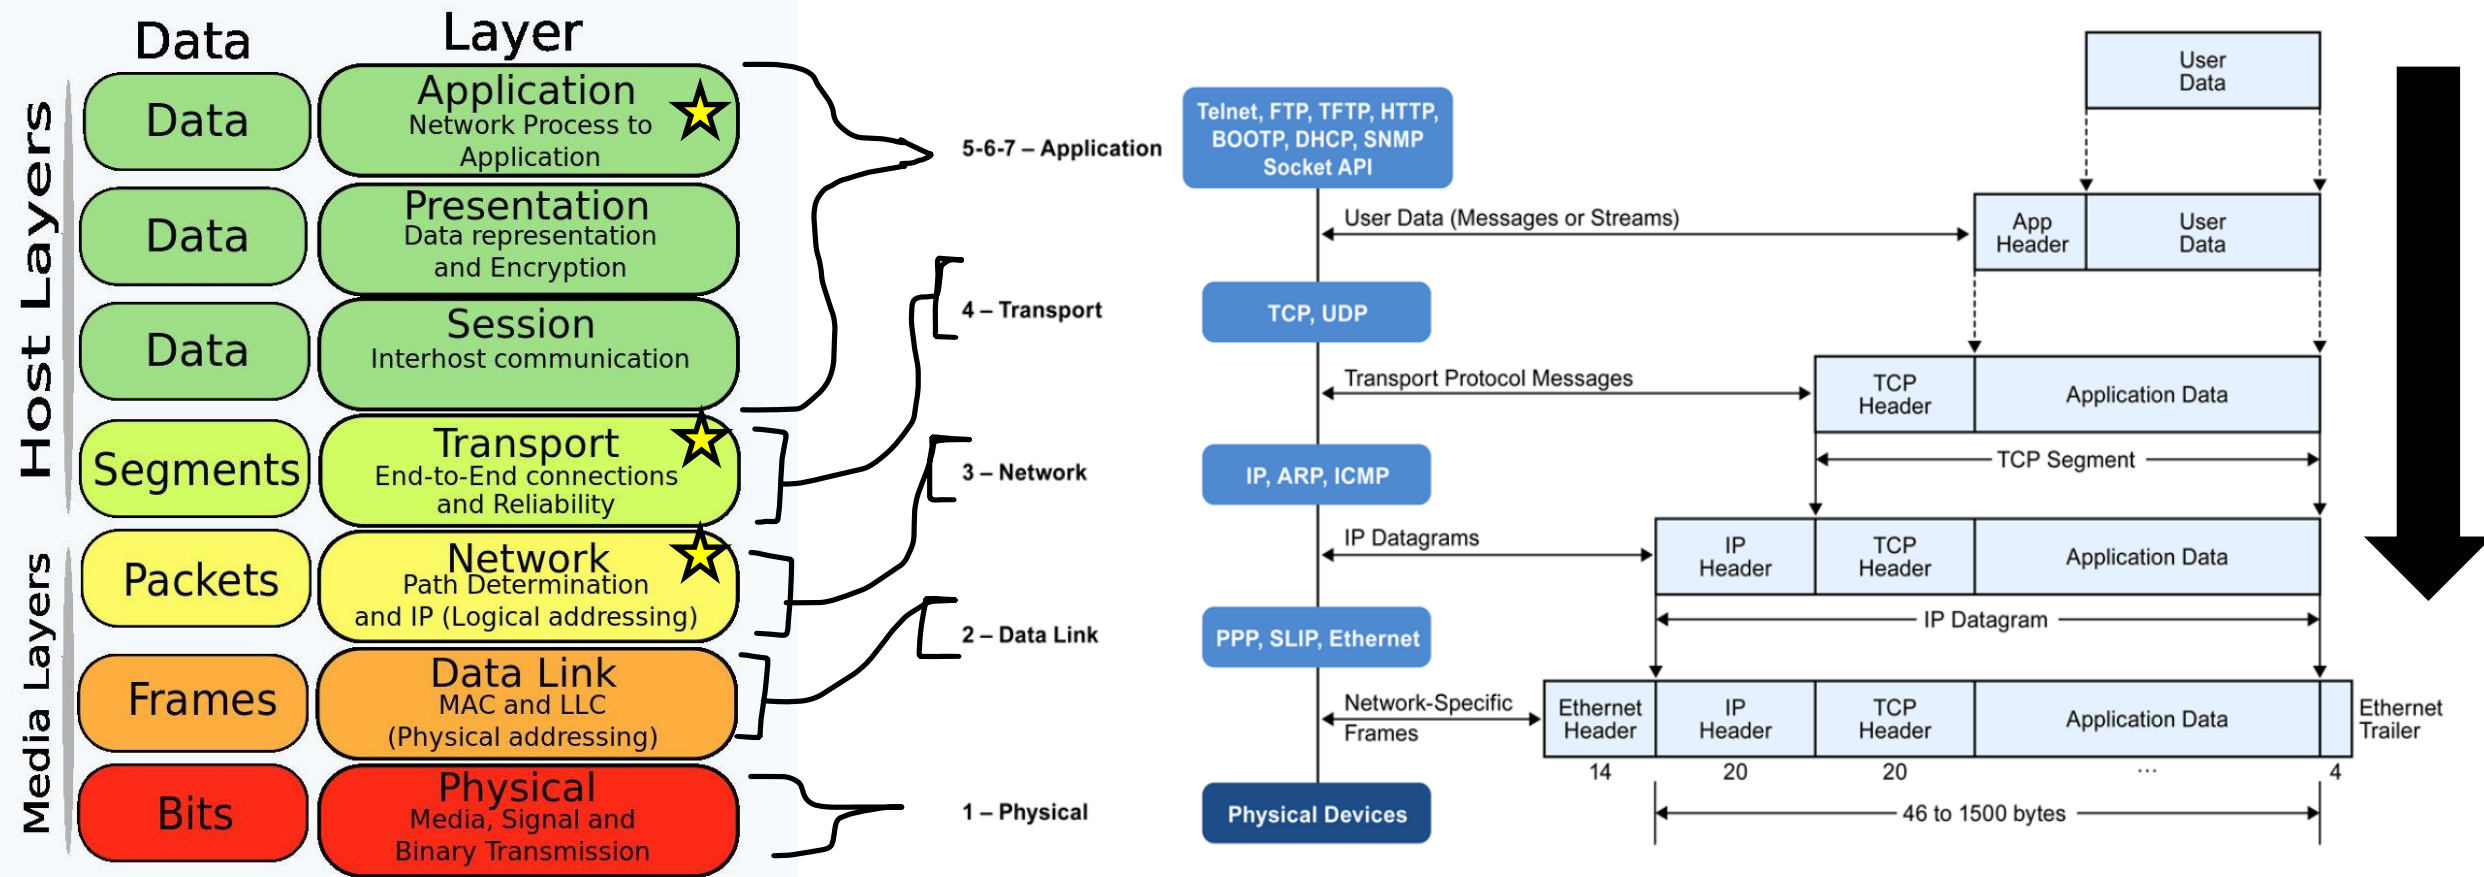 Data
Layer
Host Layers
Data
Application
Network Process to
Application
Data
Presentation
Data representation
and Encryption
Data
Session
Interhost communication
Segments
Transport
End-to-End connections
and Reliability
Media Layers
Packets
Network
Path Determination
and IP (Logical addressing)
Frames
Data Link
MAC and LLC
(Physical addressing)
Bits
Physical
Media, Signal and
Binary Transmission
5-6-7 – Application
4 – Transport
3 – Network
2 – Data Link
1 – Physical
Telnet, FTP, TFTP, HTTP,
BOOTP, DHCP, SNMP
Socket API
User Data (Messages or Streams)
TCP, UDP
Transport Protocol Messages
IP, ARP, ICMP
IP Datagrams
PPP, SLIP, Ethernet
Network-Specific
Frames
Physical Devices
User
Data
App
Header
User
Data
TCP
Header
Application Data
TCP Segment
IP
Header
TCP
Header
Application Data
IP Datagram
Ethernet
Header
IP
Header
TCP
Header
Application Data
Ethernet
Trailer
14
20
20
...
4
46 to 1500 bytes